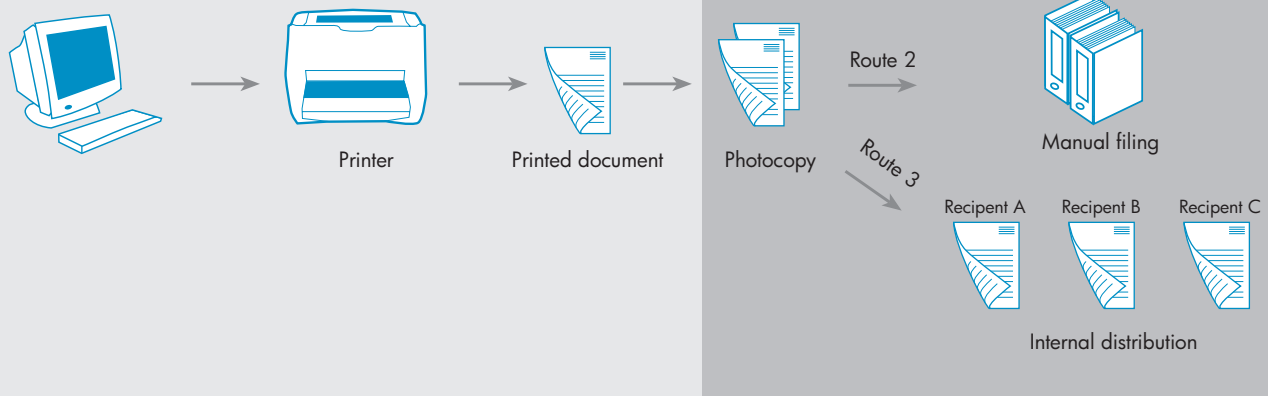 Route 2
Manual filing
Printer
Printed document
Photocopy
Route 3
Recipent A
Recipent B
Recipent C
Internal distribution